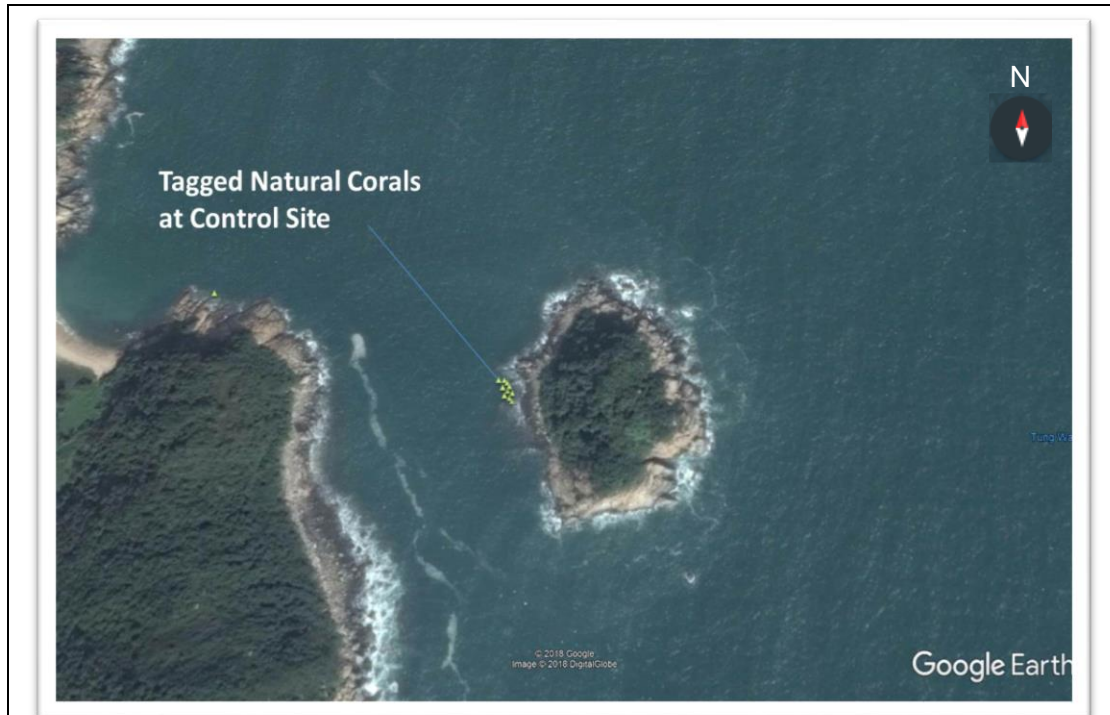 N
Tagged Natural Corals
at Control Site
© 2018 Google
Image © 2018 DigitalGlobe
Google Earth